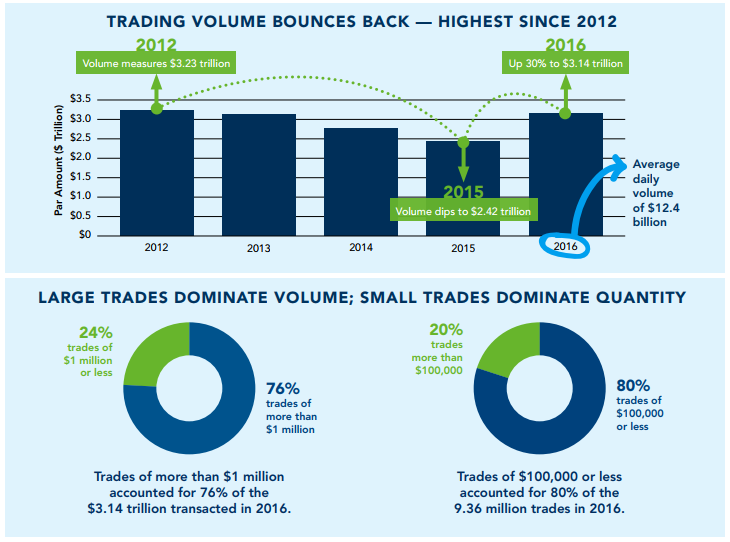 TRADING VOLUME BOUNCES BACK — HIGHEST SINCE 2012
2012
Volume measures $3.23 trillion
2016
Up 30% to $3.14 trillion
Par Amount ($ Trillion)
$3.5
$3.0
$2.5
$2.0
$1.5
$1.0
$0.5
$0
2015
Volume dips to $2.42 trillion
Average
daily
volume
of $12.4
billion
2012
2013
2014
2015
2016
LARGE TRADES DOMINATE VOLUME; SMALL TRADES DOMINATE QUANTITY
24%
trades of
$1 million
or less
76%
trades of
more than
$1 million
Trades of more than $1 million
accounted for 76% of the
$3.14 trillion transacted in 2016.
20%
trades
more than
$100,000
80%
trades of
$100,000
or less
Trades of $100,000 or less
accounted for 80% of the
9.36 million trades in 2016.